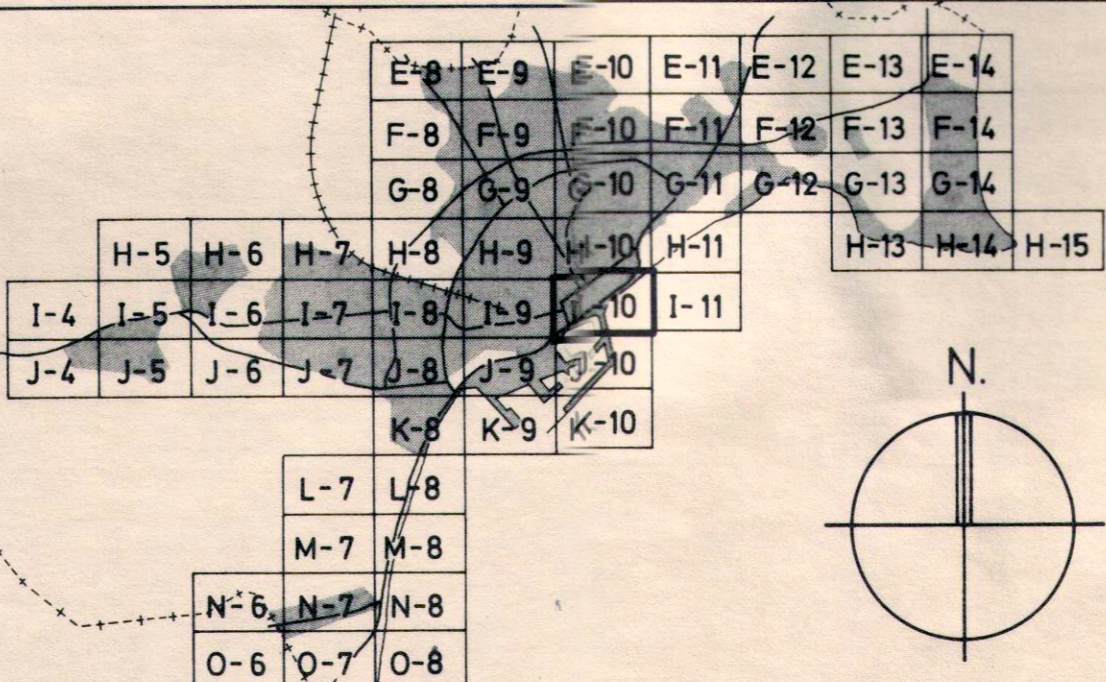 E-8 E-9 E-10 E-11 E-12 E-13 E-14
F-8 F-9 F-10 F-11 F-12 F-13 F-14
G-8 G-9 G-10 G-11 G-12 G-13 G-14
H-5 H-6 H-7 H-8 H-9 H-10 H-11 H-13 H-14 H-15
I-4 I-5 I-6 I-7 I-8 I-9 I-10 I-11
J-4 J-5 J-6 J-7 J-8 J-9 J-10
N.
K-8 K-9 K-10
L-7 L-8
M-7 M-8
N-6 N-7 N-8
O-6 O-7 O-8